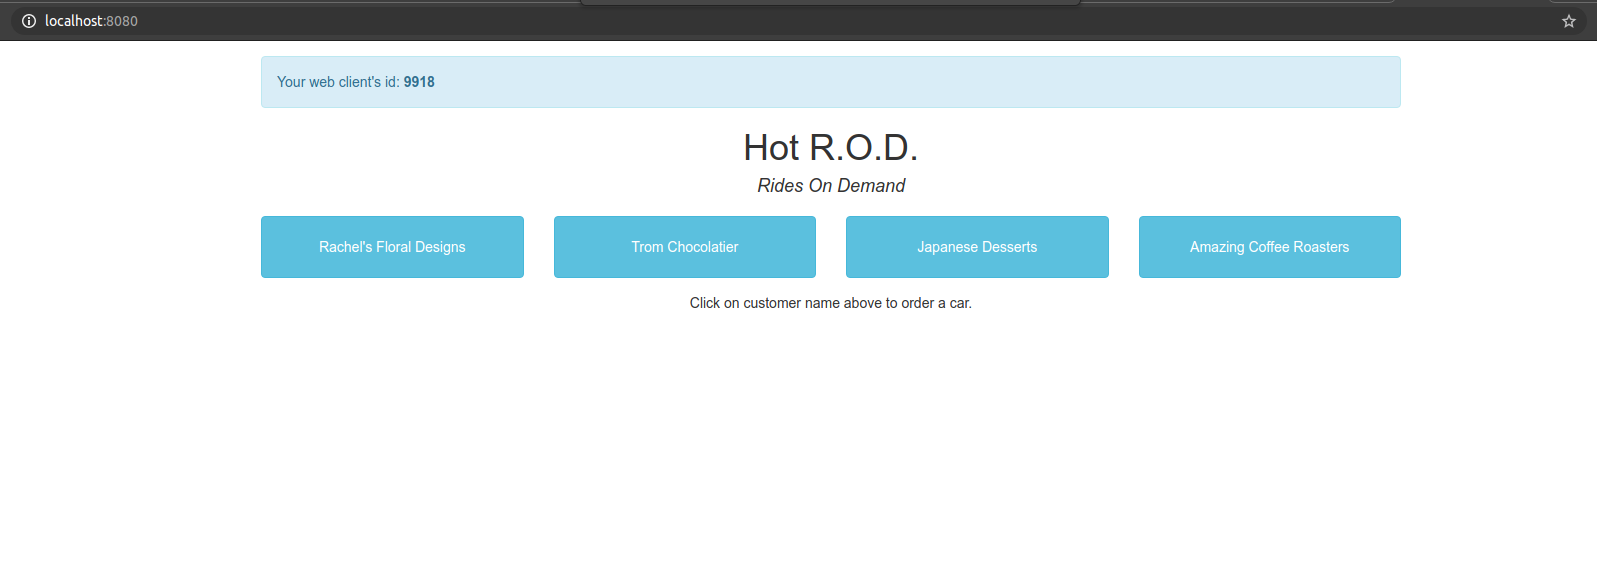 localhost:8080
Your web client's id: 9918
Hot R.O.D.
Rides On Demand
Rachel's Floral Designs
Trom Chocolatier
Japanese Desserts
Amazing Coffee Roasters
Click on customer name above to order a car.